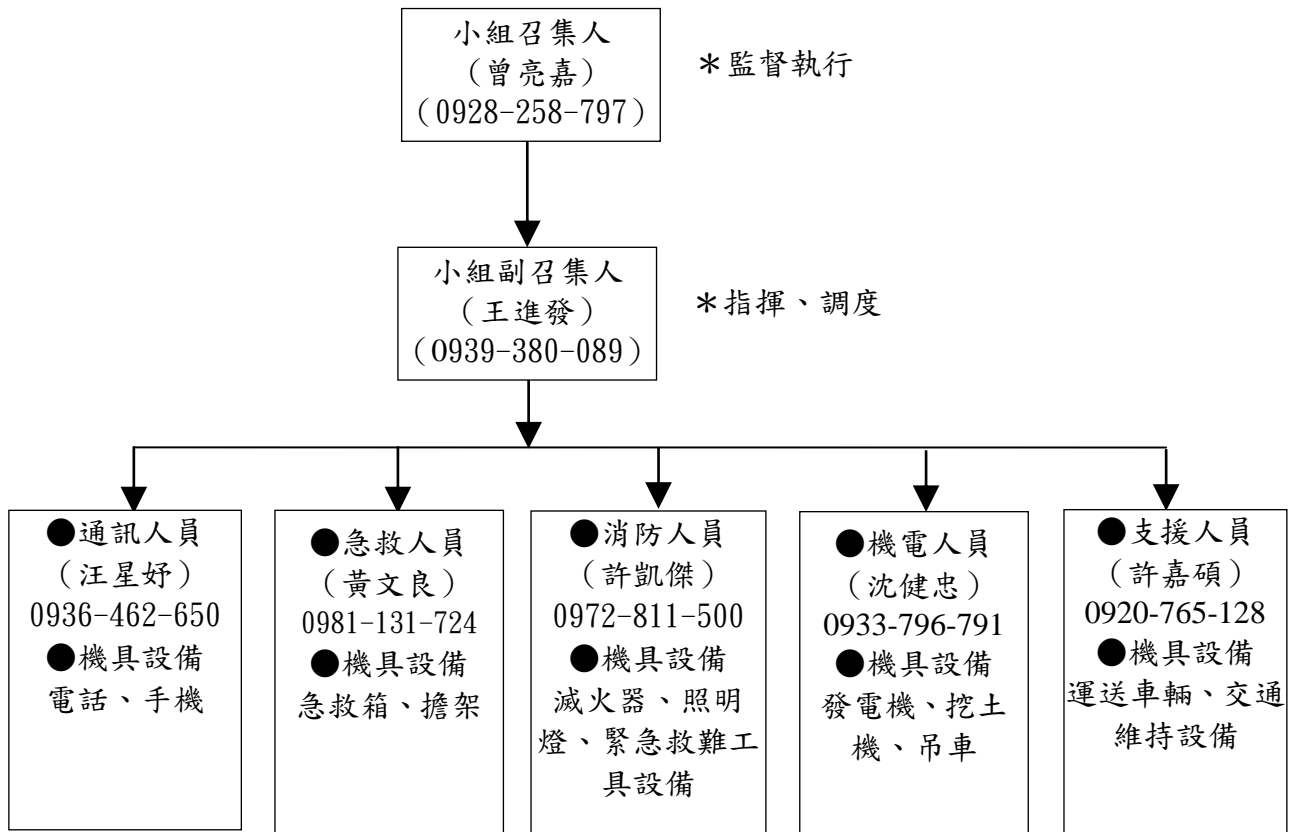 小組召集人
(曾亮嘉)
(0928-258-797)
＊監督執行
小組副召集人
(王進發)
(0939-380-089)
＊指揮、調度
●通訊人員
(汪星妤)
0936-462-650
●機具設備
電話、手機
●急救人員
(黃文良)
0981-131-724
●機具設備
急救箱、擔架
●消防人員
(許凱傑)
0972-811-500
●機具設備
滅火器、照明
燈、緊急救難工
具設備
●機電人員
(沈健忠)
0933-796-791
●機具設備
發電機、挖土
機、吊車
●支援人員
(許嘉碩)
0920-765-128
●機具設備
運送車輛、交通
維持設備